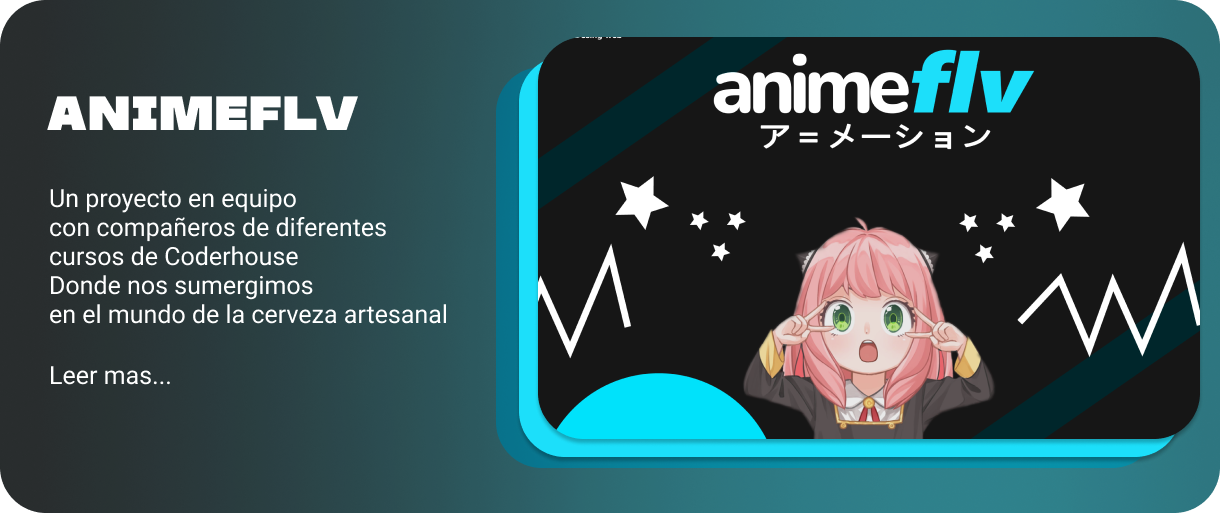 ANIMEFLV
Un proyecto en equipo
con compañeros de diferentes
cursos de Coderhouse
Donde nos sumergimos
en el mundo de la cerveza artesanal
Leer mas...
animeflv
ア＝メーション